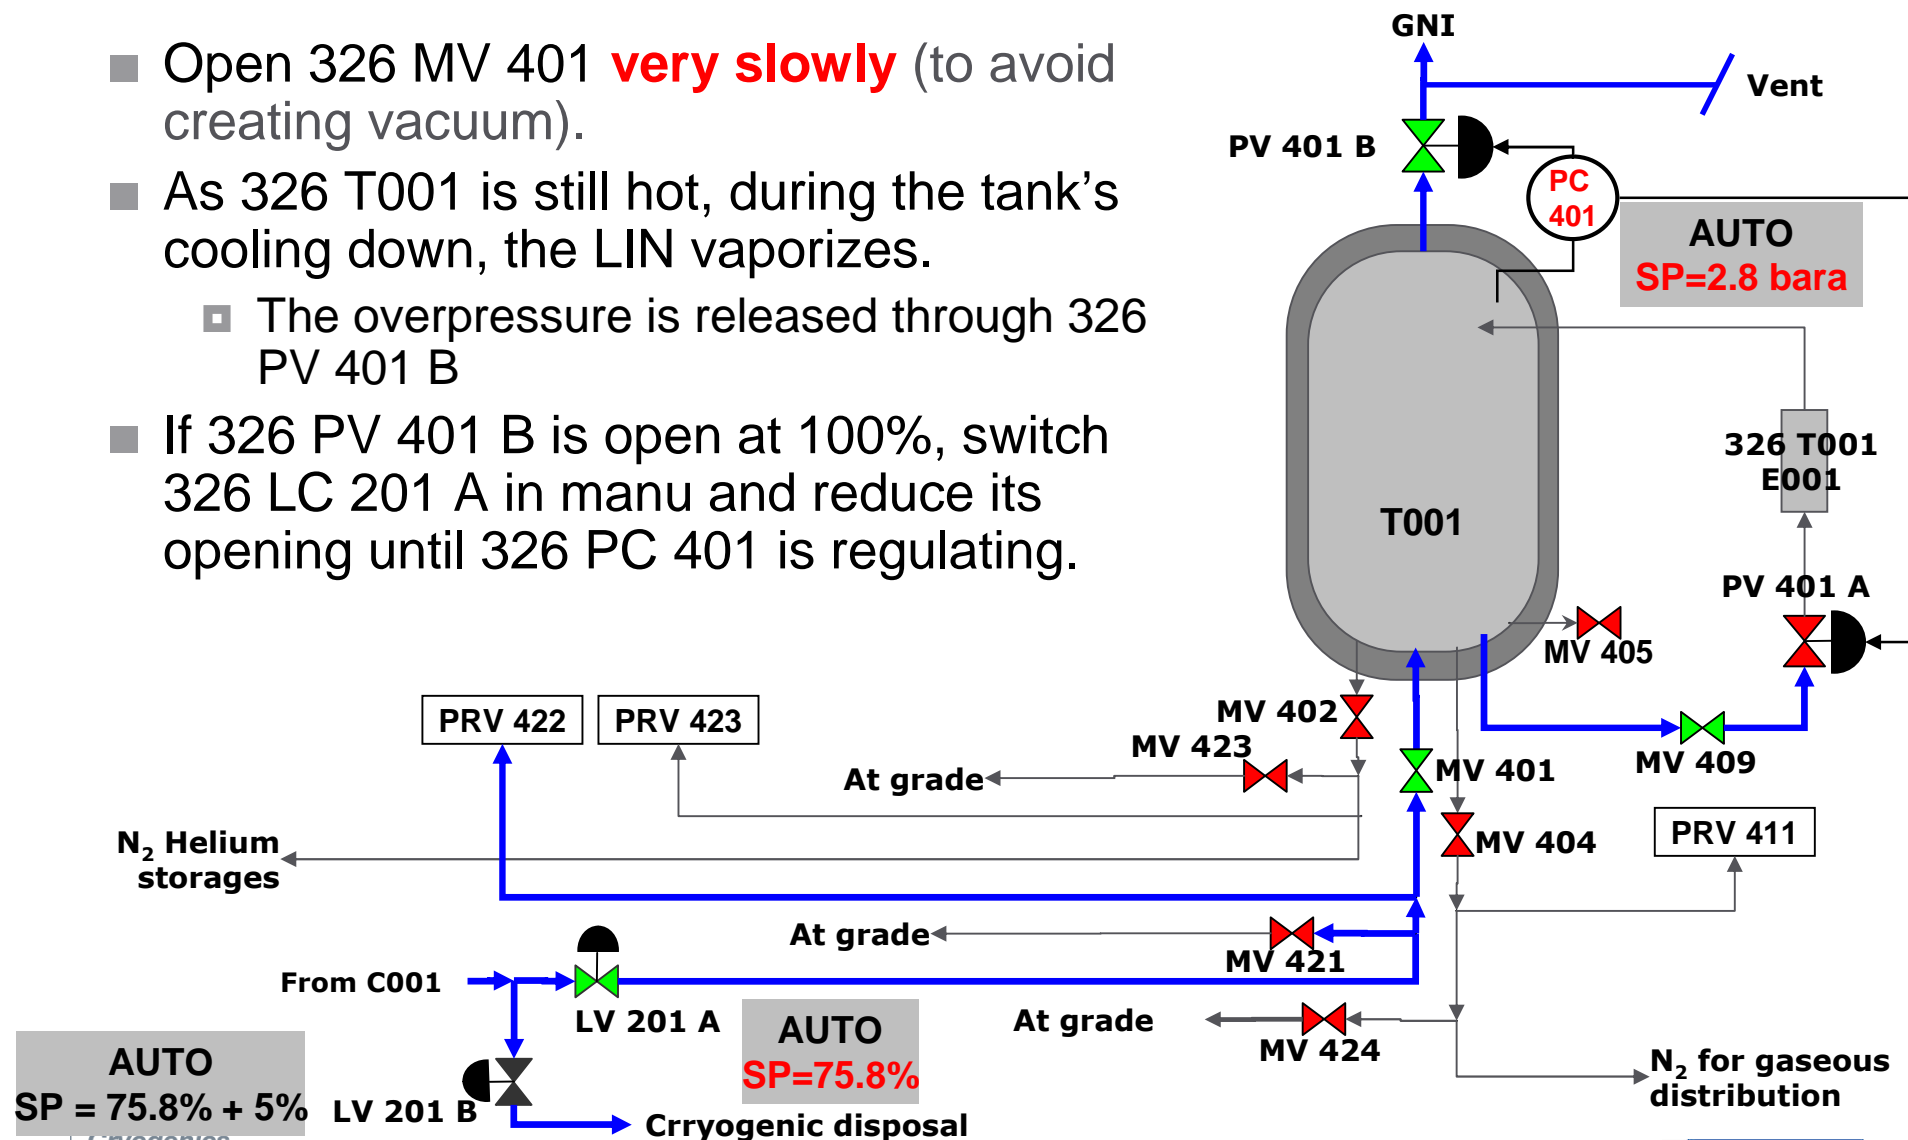 Open 326 MV 401 very slowly (to avoid
creating vacuum).
As 326 T001 is still hot, during the tank's
cooling down, the LIN vaporizes.
The overpressure is released through 326
PV 401 B
If 326 PV 401 B is open at 100%, switch
326 LC 201 A in manu and reduce its
opening until 326 PC 401 is regulating.
GNI
Vent
PV 401 B
PC
401
AUTO
SP=2.8 bara
326 T001
E001
T001
PV 401 A
MV 405
MV 402
MV 423
MV 401
MV 409
PRV 422
PRV 423
At grade
MV 404
PRV 411
N2 Helium
storages
At grade
MV 421
From C001
LV 201 A
AUTO
SP=75.8%
At grade
MV 424
AUTO
SP = 75.8% + 5%
LV 201 B
Crryogenic disposal
N2 for gaseous
distribution